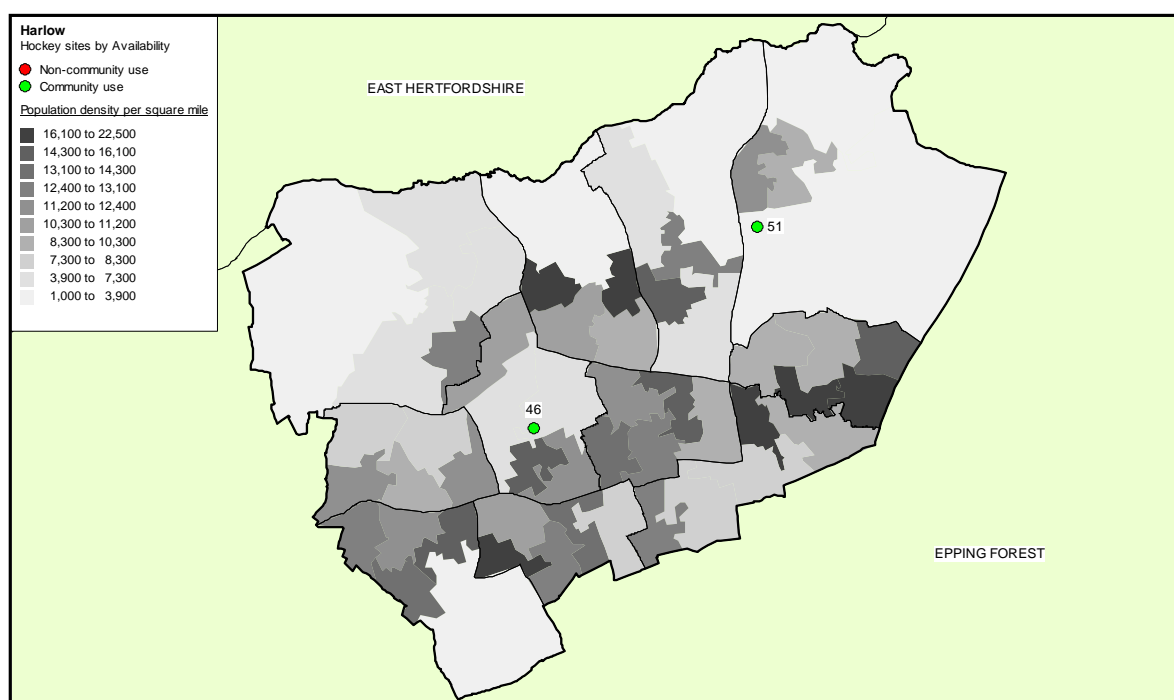 Harlow
Hockey sites by Availability
Non-community use
Community use
Population density per square mile
16,100 to 22,500
14,300 to 16,100
13,100 to 14,300
12,400 to 13,100
11,200 to 12,400
10,300 to 11,200
8,300 to 10,300
7,300 to 8,300
3,900 to 7,300
1,000 to 3,900
EAST HERTFORDSHIRE
51
46
EPPING FOREST